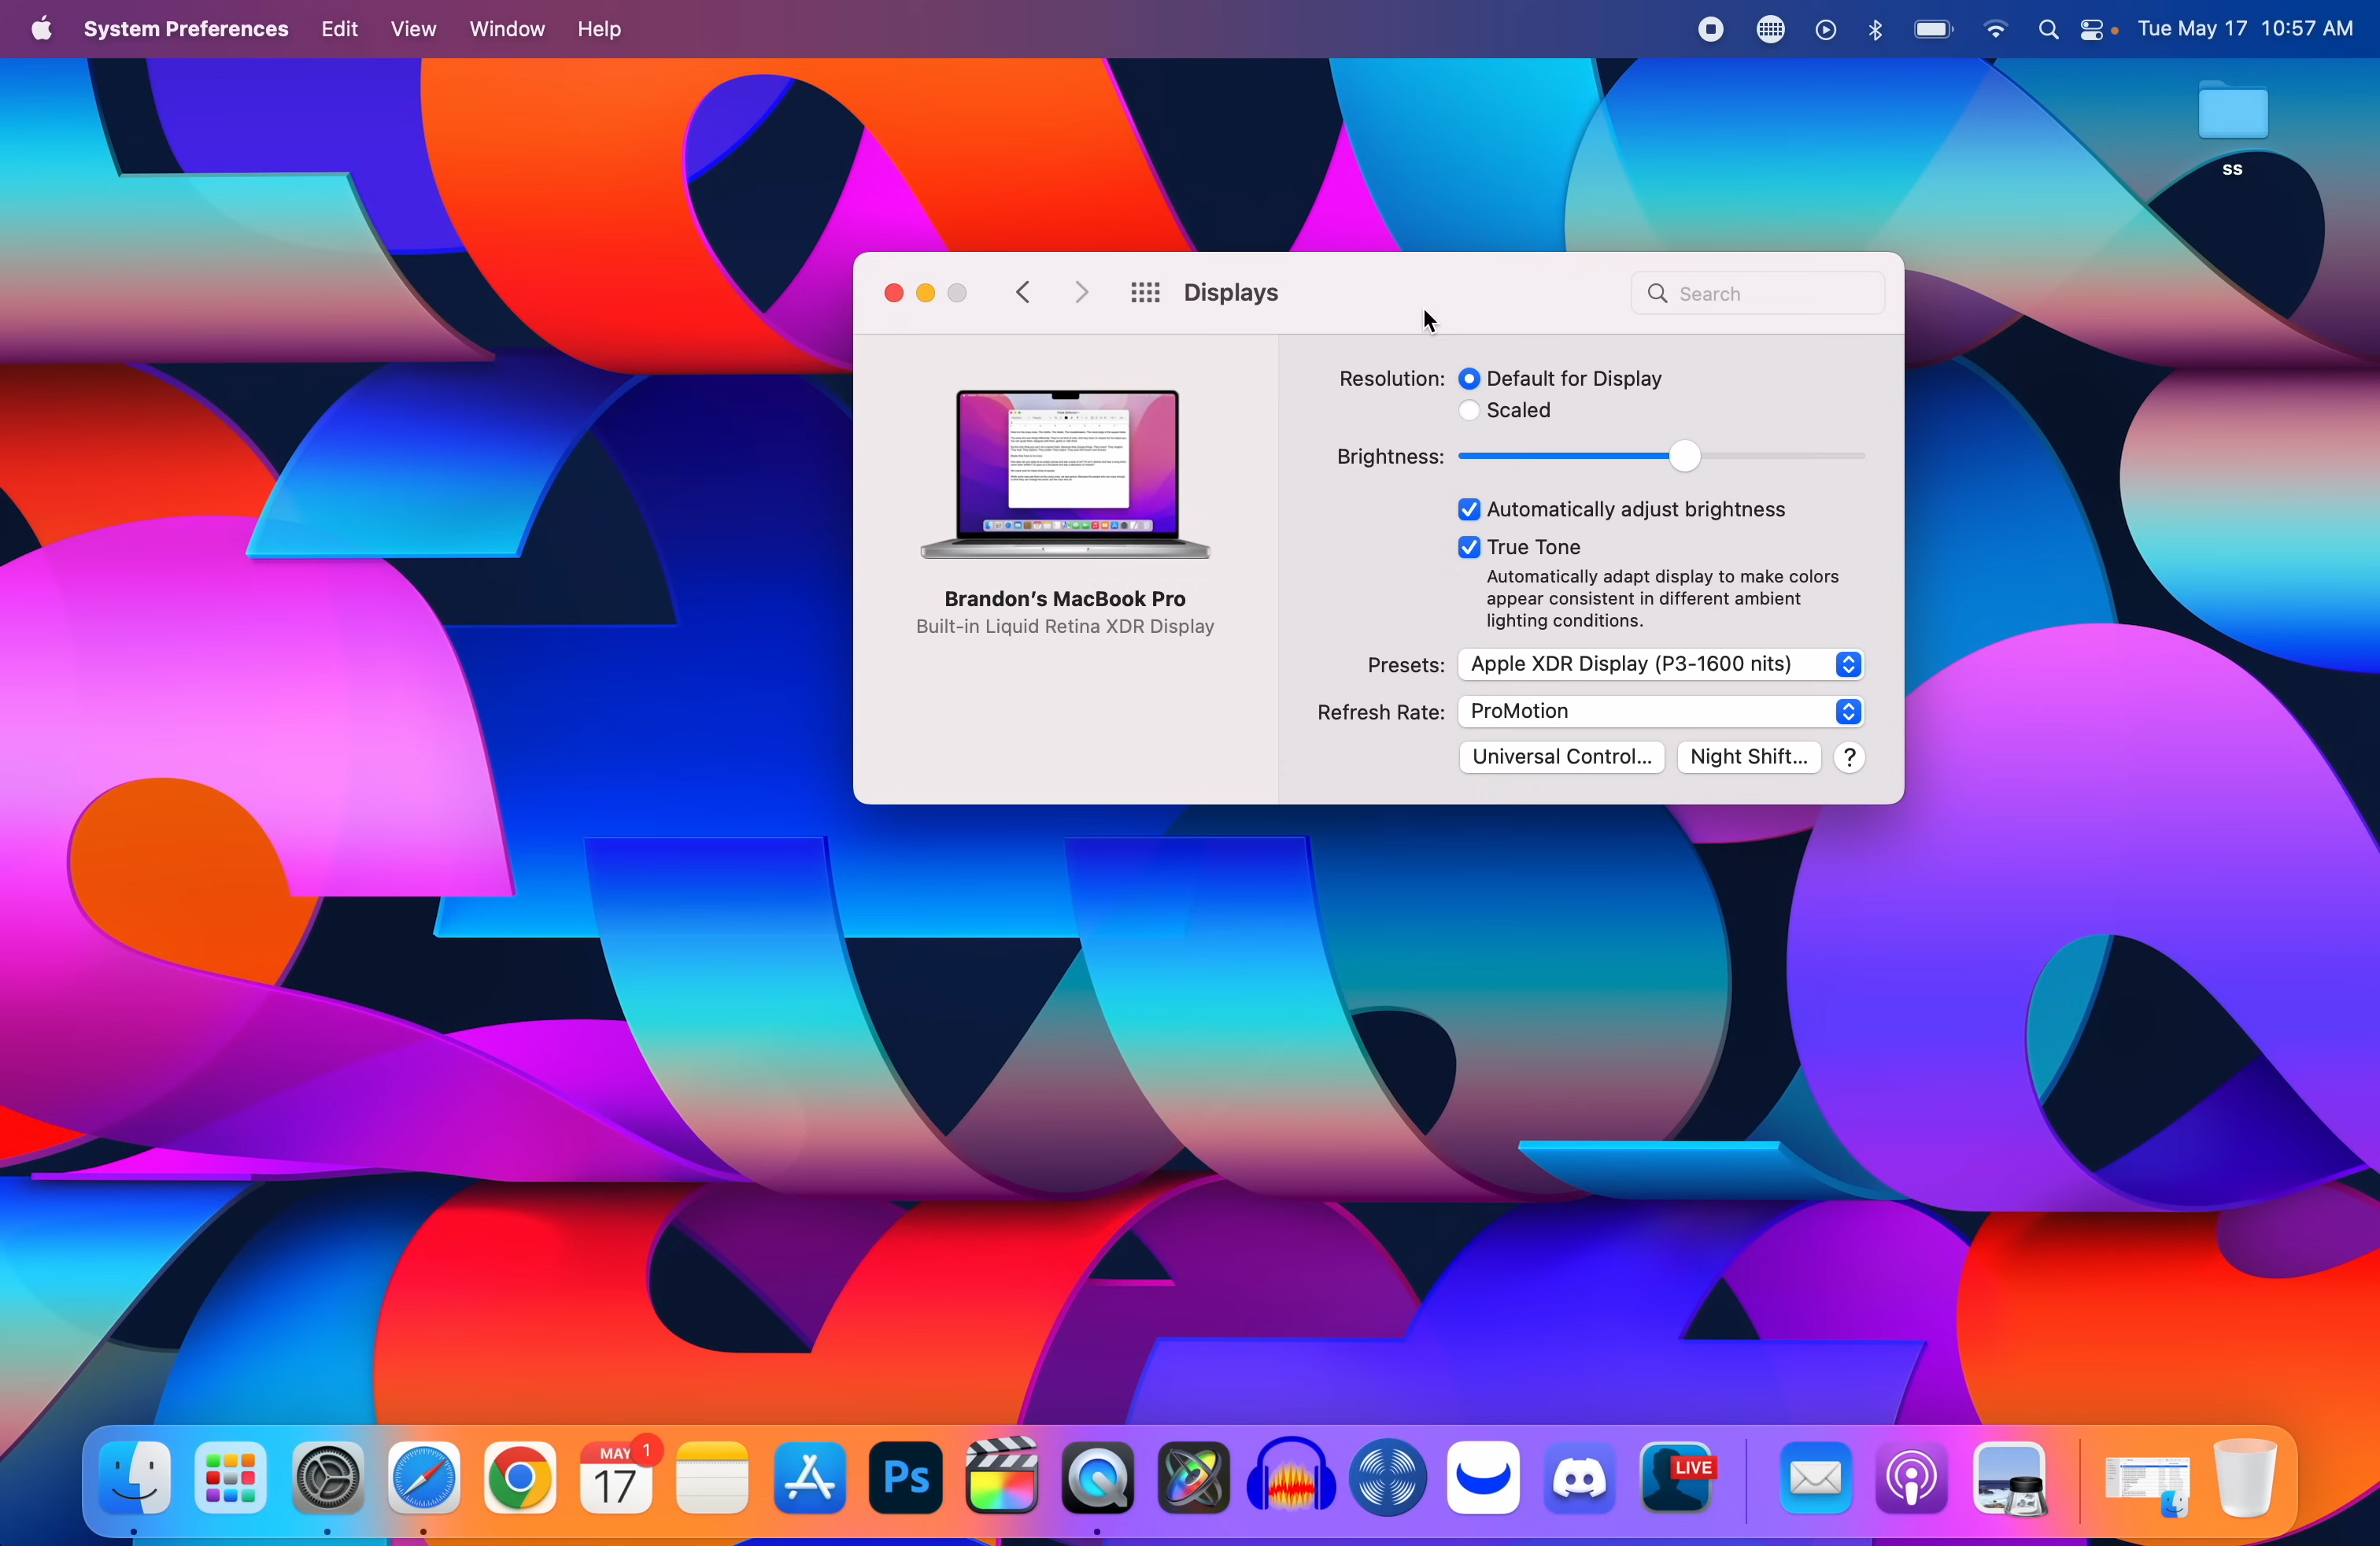 System Preferences Edit View Window Help Tue May 17 10:57 AM
ss
Displays Search
Resolution: Default for Display
Scaled
Brightness:
Automatically adjust brightness
True Tone
Automatically adapt display to make colors
appear consistent in different ambient
lighting conditions.
Brandon's MacBook Pro
Built-in Liquid Retina XDR Display
Presets: Apple XDR Display (P3-1600 nits)
Refresh Rate: ProMotion
Universal Control... Night Shift... ?
MAY 1
17
Ps
LIVE